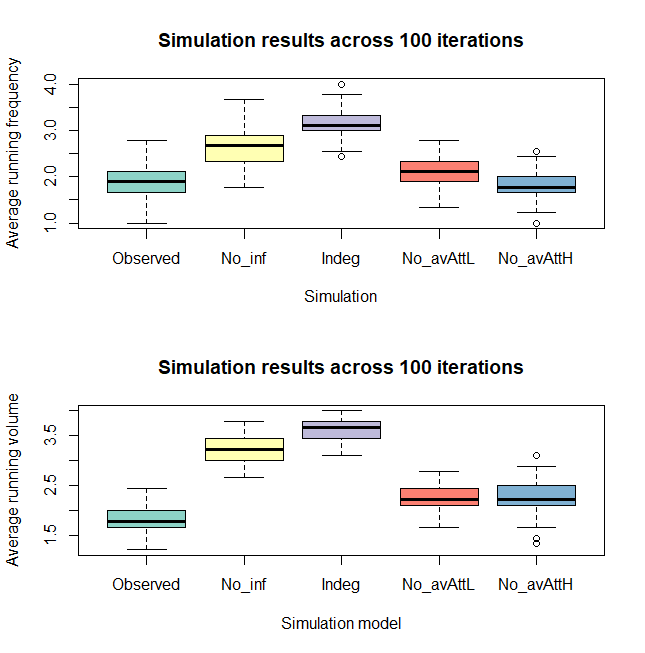 Simulation results across 100 iterations
Average running frequency
4.0
3.0
2.0
1.0
Observed No_inf Indeg No_avAttL No_avAttH
Simulation
Simulation results across 100 iterations
Average running volume
3.5
2.5
1.5
Observed No_inf Indeg No_avAttL No_avAttH
Simulation model